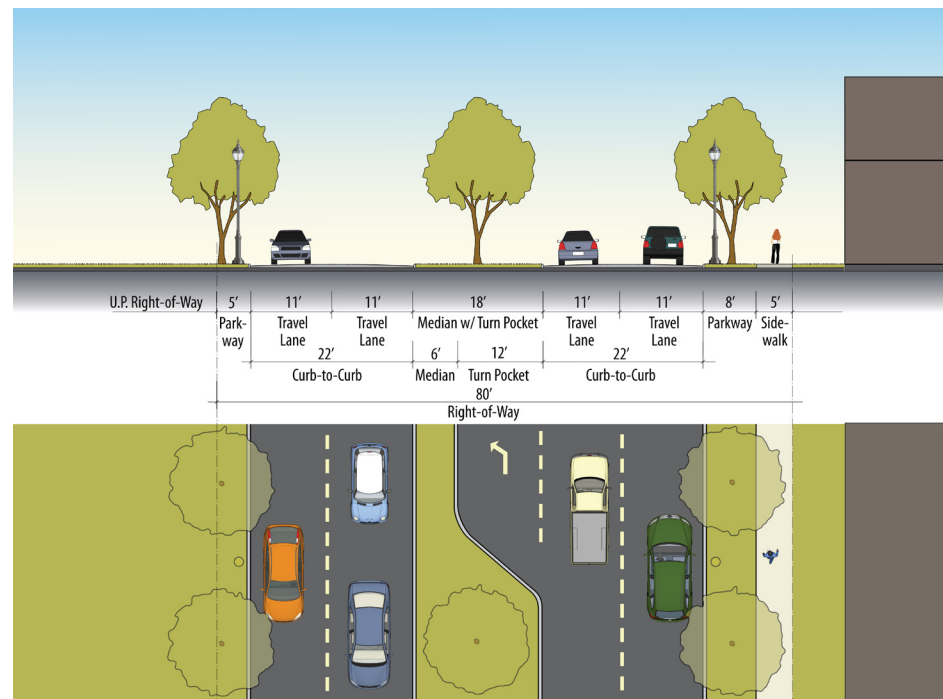 U.P. Right-of-Way 5' 11' 11' 18' 11' 11' 8' 5'
Park- Travel Travel Median w/ Turn Pocket Travel Travel Parkway Side-
way Lane Lane Lane Lane walk
22' 6' 12' 22'
Curb-to-Curb Median Turn Pocket Curb-to-Curb
80'
Right-of-Way